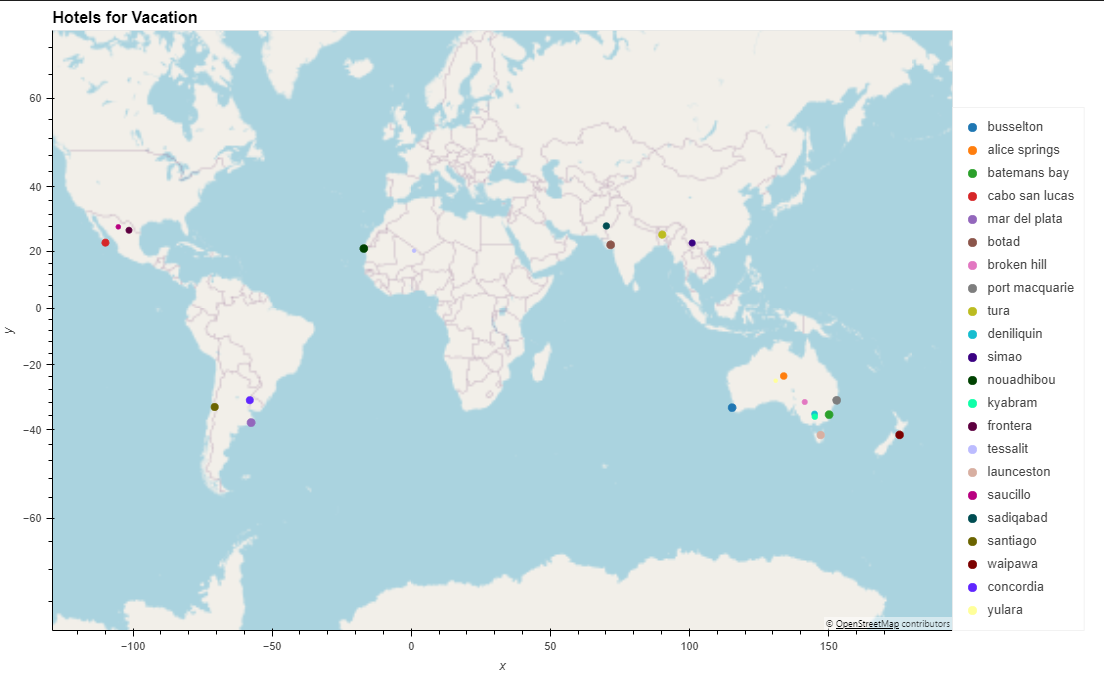 Hotels for Vacation
60
40
20
0
−20
−40
−60
y
−100
−50
0
50
100
150
x
© OpenStreetMap contributors
busselton
alice springs
batemans bay
cabo san lucas
mar del plata
botad
broken hill
port macquarie
tura
deniliquin
simao
nouadhibou
kyabram
frontera
tessalit
launceston
saucillo
sadiqabad
santiago
waipawa
concordia
yulara